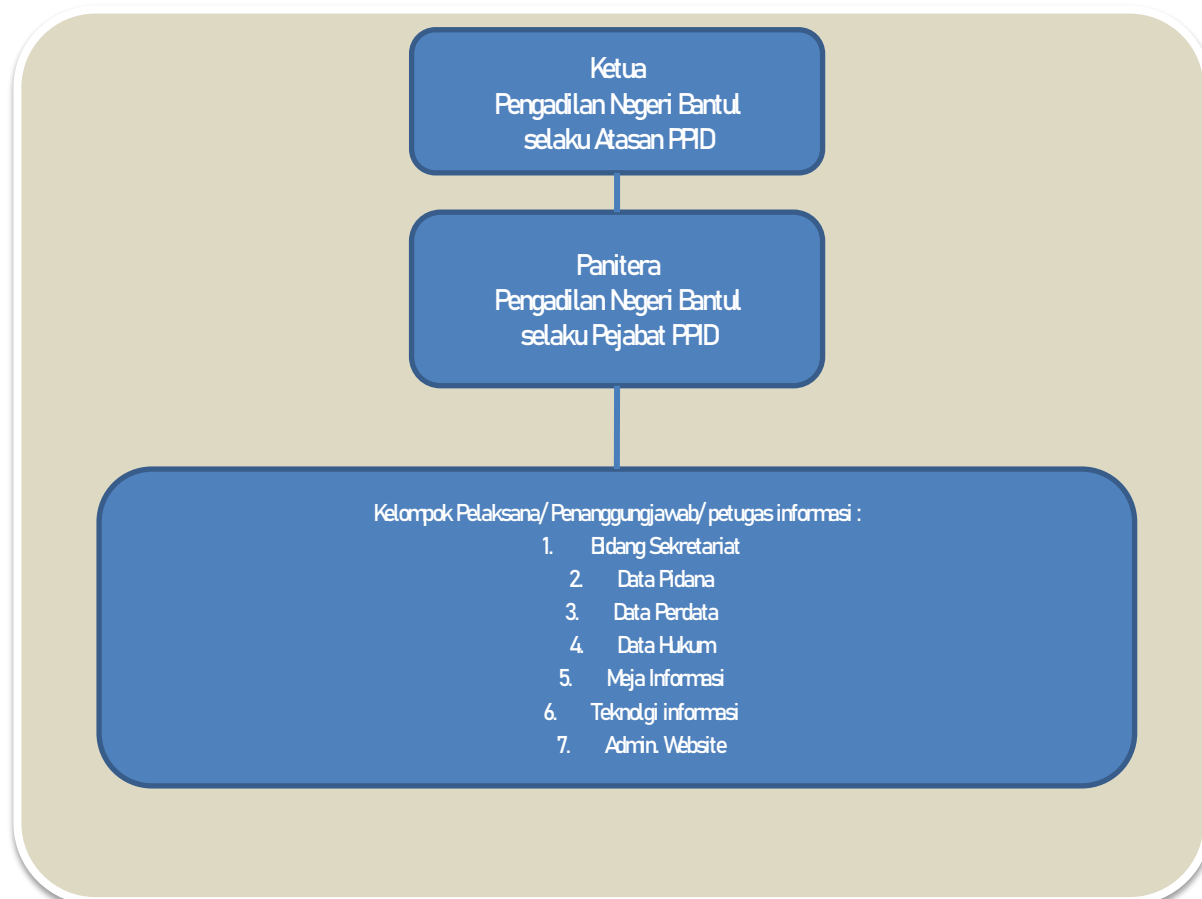 Ketua
Pengadilan Negeri Bantul
selaku Atasan PPID
Panitera
Pengadilan Negeri Bantul
selaku Pejabat PPID
Kelompok Pelaksana/ Penanggungjawab/ petugas informasi :
1. Bidang Sekretariat
2. Data Pidana
3. Data Perdata
4. Data Hukum
5. Meja Informasi
6. Teknolgi informasi
7. Admin. Website